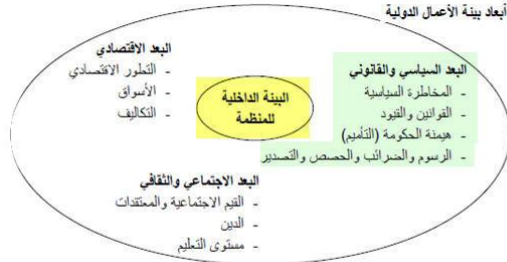 أبعاد بيئة الأعمال الدولية
البعد السياسي والقانوني
- المخاطرة السياسية
- القوانين والقيود
- هيمنة الحكومة (التأميم)
- الرسوم والضرائب والحصص والتصدير
البعد الاقتصادي
- التطور الاقتصادي
- الأسواق
- التكاليف
البيئة الداخلية
للمنظمة
البعد الاجتماعي والثقافي
- القيم الاجتماعية والمعتقدات
- الدين
- مستوى التعليم